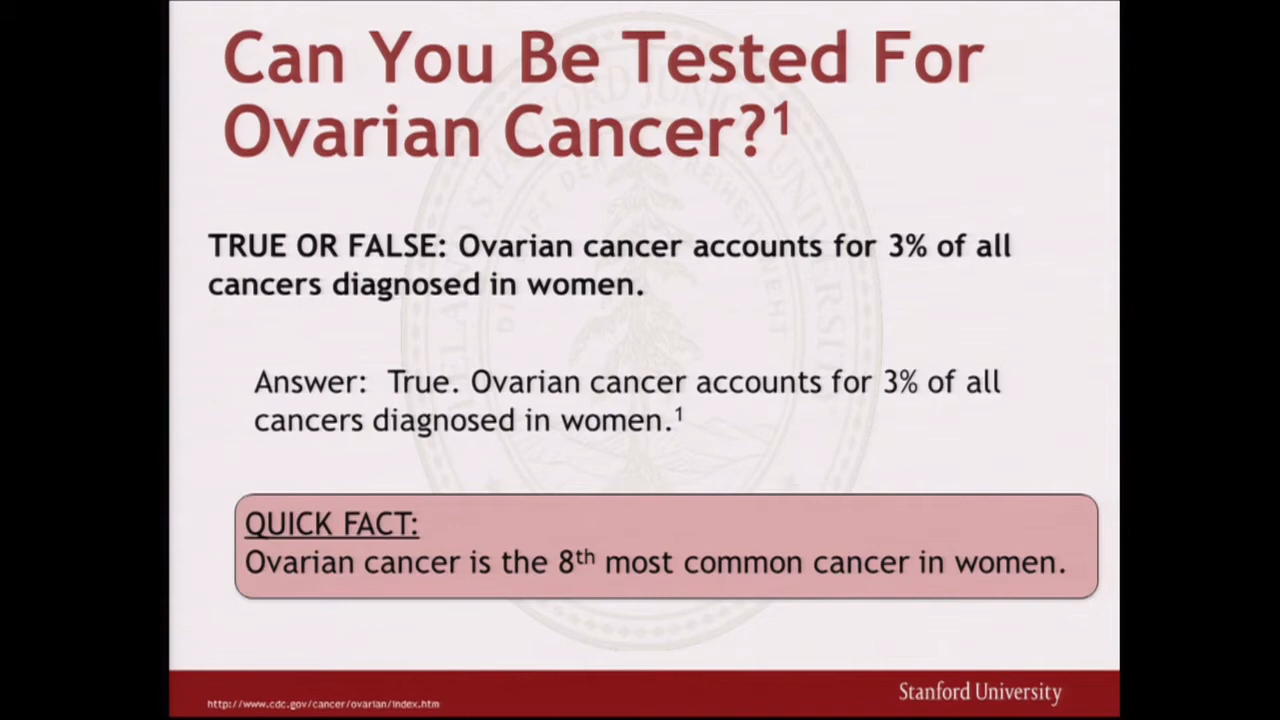 Can You Be Tested For
Ovarian Cancer?¹
TRUE OR FALSE: Ovarian cancer accounts for 3% of all
cancers diagnosed in women.
Answer: True. Ovarian cancer accounts for 3% of all
cancers diagnosed in women.¹
QUICK FACT:
Ovarian cancer is the 8th most common cancer in women.
http://www.cdc.gov/cancer/ovarian/index.htm
Stanford University